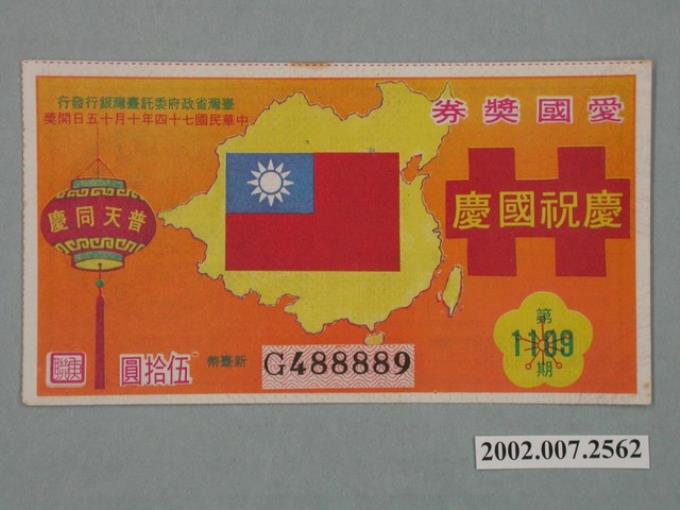 臺灣省政府委託臺灣銀行發行
中華民國七十四年十月十五日開獎
愛國獎券
慶祝國慶
普天同慶
第
1109
期
新臺幣
伍拾圓
G488889
2002.007.2562